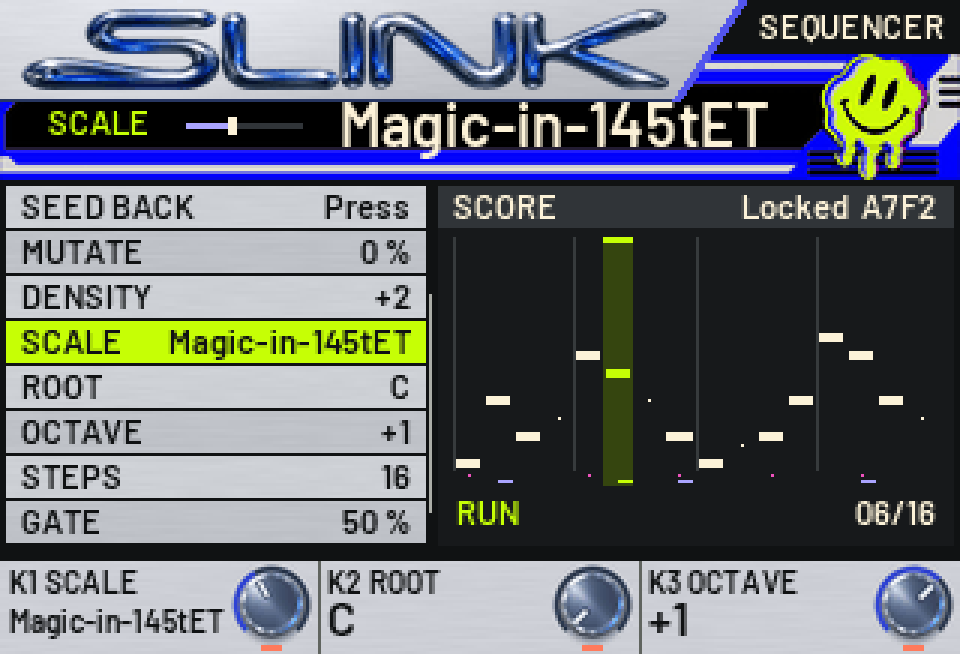 SLINK
SEQUENCER
SCALE Magic-in-145tET
SEED BACK Press
MUTATE 0 %
DENSITY +2
SCALE Magic-in-145tET
ROOT C
OCTAVE +1
STEPS 16
GATE 50 %
SCORE Locked A7F2
RUN 06/16
K1 SCALE
Magic-in-145tET
K2 ROOT
C
K3 OCTAVE
+1